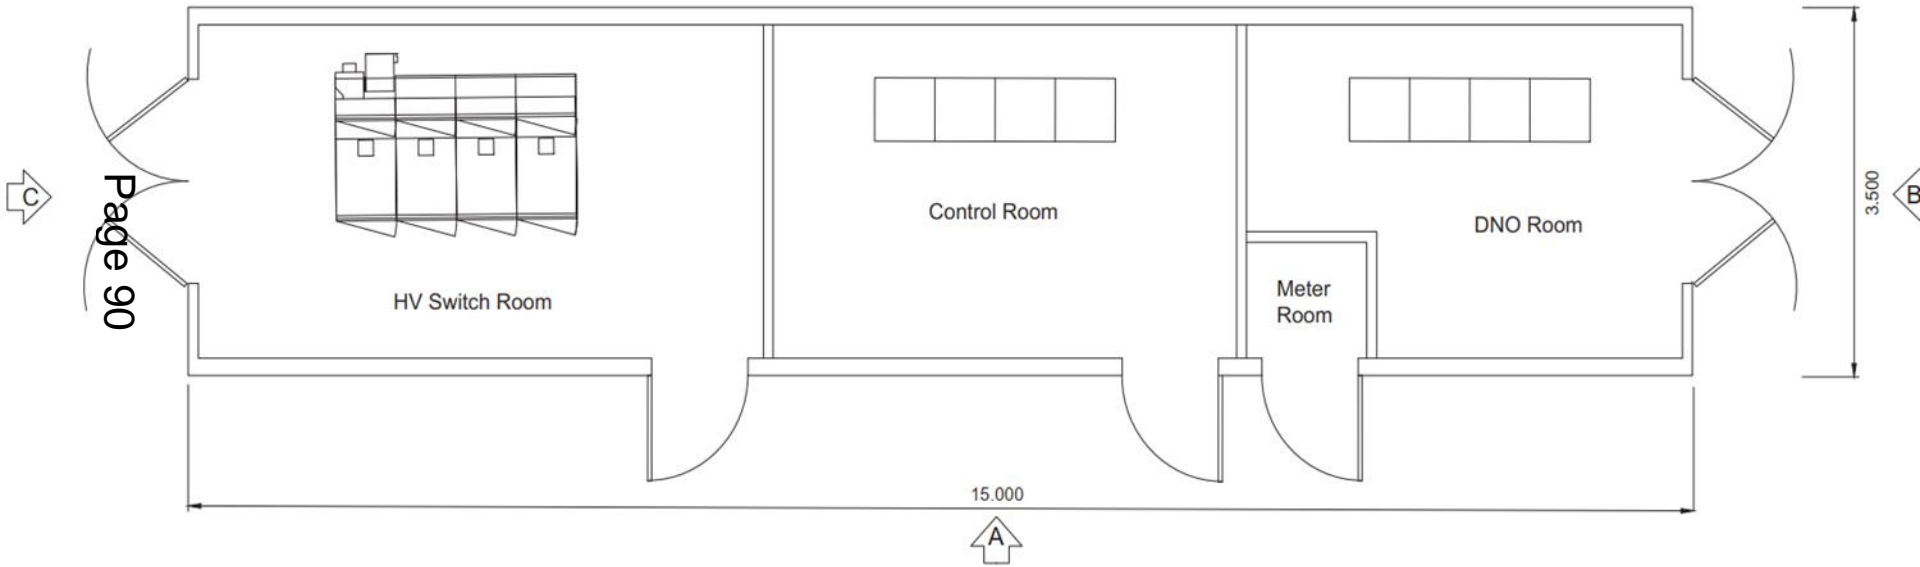 Control Room
DNO Room
HV Switch Room
Meter
Room
C
B
A
3.500
15.000
Page 90